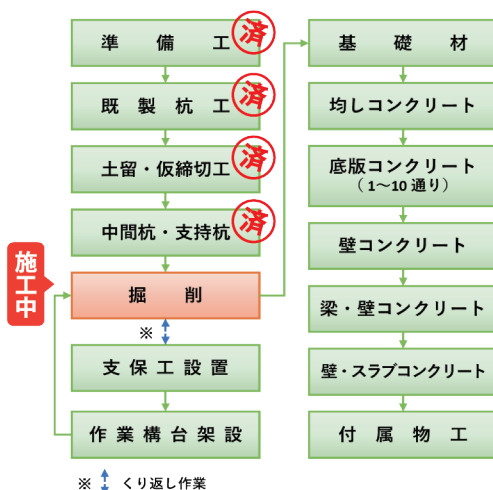 準備工
済
既製杭工
済
土留・仮締切工
済
中間杭・支持杭
済
施工中
掘削
※
支保工設置
作業構台架設
※ くり返し作業
基礎材
均しコンクリート
底版コンクリート
（1～10通り）
壁コンクリート
梁・壁コンクリート
壁・スラブコンクリート
付属物工